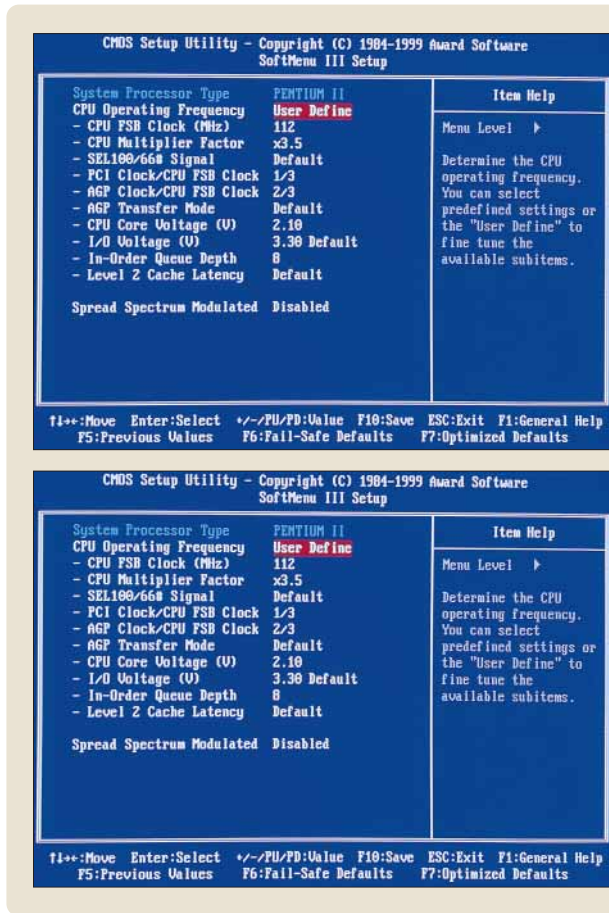 CMOS Setup Utility – Copyright (C) 1984-1999 Award Software
SoftMenu III Setup
System Processor Type PENTIUM II
CPU Operating Frequency User Define
- CPU FSB Clock (MHz) 112
- CPU Multiplier Factor x3.5
- SEL100/66# Signal Default
- PCI Clock/CPU FSB Clock 1/3
- AGP Clock/CPU FSB Clock 2/3
- AGP Transfer Mode Default
- CPU Core Voltage (V) 2.10
- I/O Voltage (V) 3.30 Default
- In-Order Queue Depth 8
- Level 2 Cache Latency Default
Spread Spectrum Modulated Disabled
Item Help
Menu Level ▶
Determine the CPU
operating frequency.
You can select
predefined settings or
the "User Define" to
fine tune the
available subitems.
↑↓→←:Move Enter:Select +/-/PU/PD:Value F10:Save ESC:Exit F1:General Help
F5:Previous Values F6:Fail-Safe Defaults F7:Optimized Defaults
CMOS Setup Utility – Copyright (C) 1984-1999 Award Software
SoftMenu III Setup
System Processor Type PENTIUM II
CPU Operating Frequency User Define
- CPU FSB Clock (MHz) 112
- CPU Multiplier Factor x3.5
- SEL100/66# Signal Default
- PCI Clock/CPU FSB Clock 1/3
- AGP Clock/CPU FSB Clock 2/3
- AGP Transfer Mode Default
- CPU Core Voltage (V) 2.10
- I/O Voltage (V) 3.30 Default
- In-Order Queue Depth 8
- Level 2 Cache Latency Default
Spread Spectrum Modulated Disabled
Item Help
Menu Level ▶
Determine the CPU
operating frequency.
You can select
predefined settings or
the "User Define" to
fine tune the
available subitems.
↑↓→←:Move Enter:Select +/-/PU/PD:Value F10:Save ESC:Exit F1:General Help
F5:Previous Values F6:Fail-Safe Defaults F7:Optimized Defaults